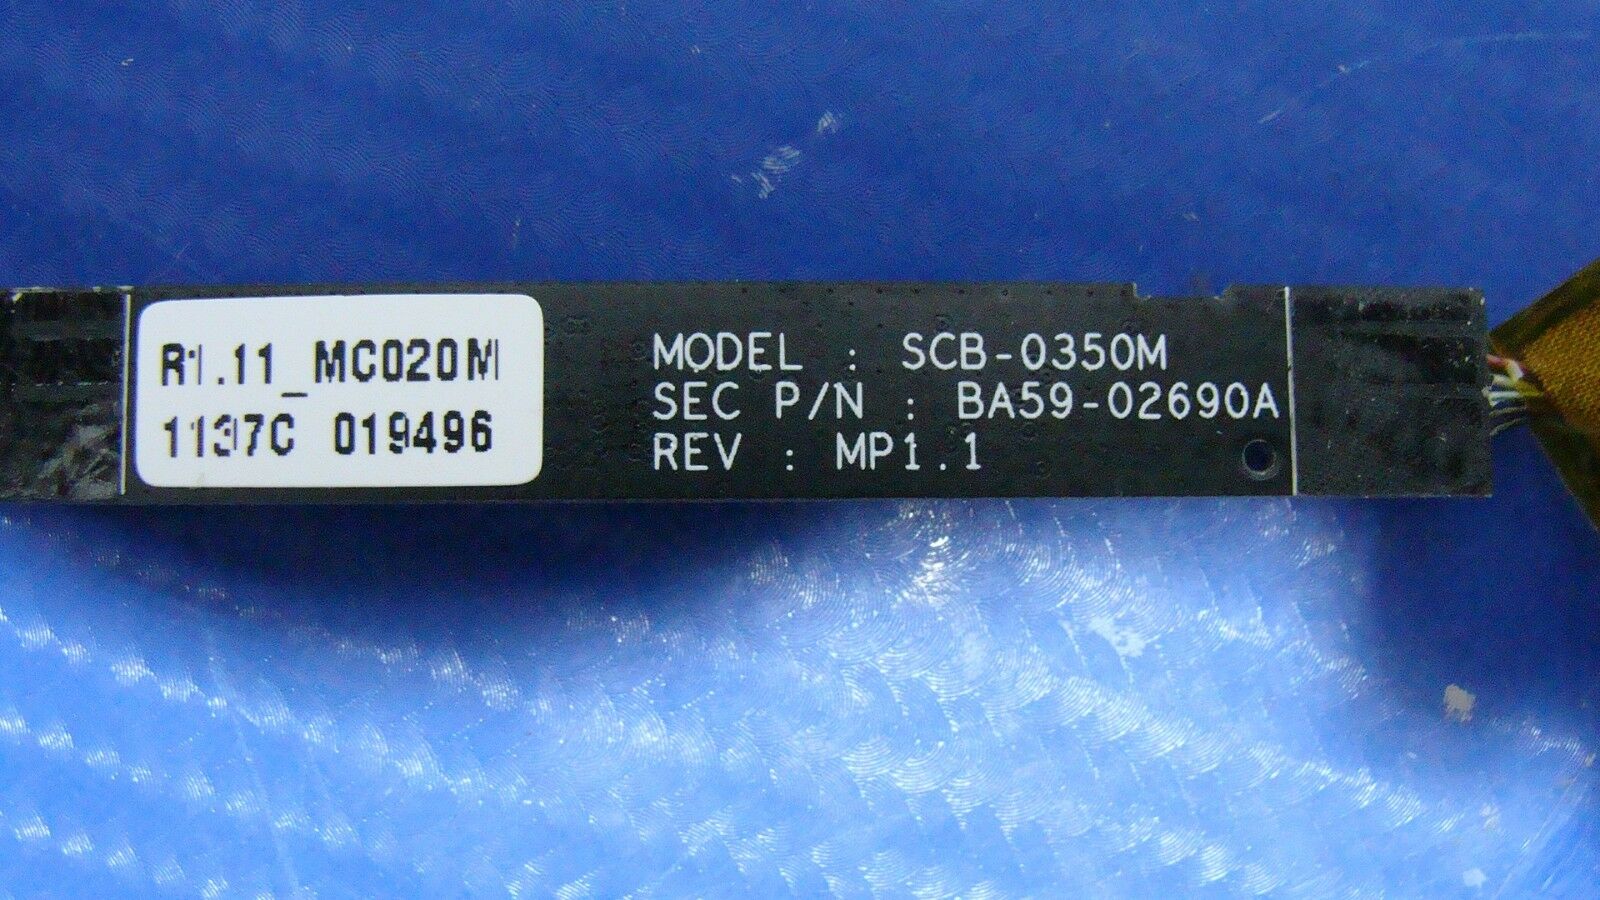 R1.11_MC020M
1137C 019496
MODEL : SCB-0350M
SEC P/N : BA59-02690A
REV : MP1.1